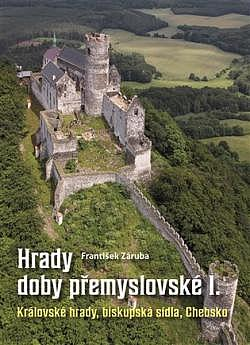 Hrady
František Záruba
doby přemyslovské I.
Královské hrady, biskupská sídla, Chebsko